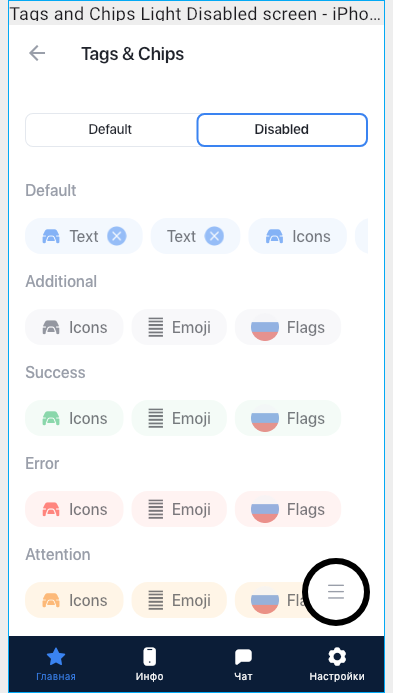 Tags and Chips Light Disabled screen - iPho...
Tags & Chips
Default Disabled
Default
Text Text Icons
Additional
Icons Emoji Flags
Success
Icons Emoji Flags
Error
Icons Emoji Flags
Attention
Icons Emoji
Главная Инфо Чат Настройки